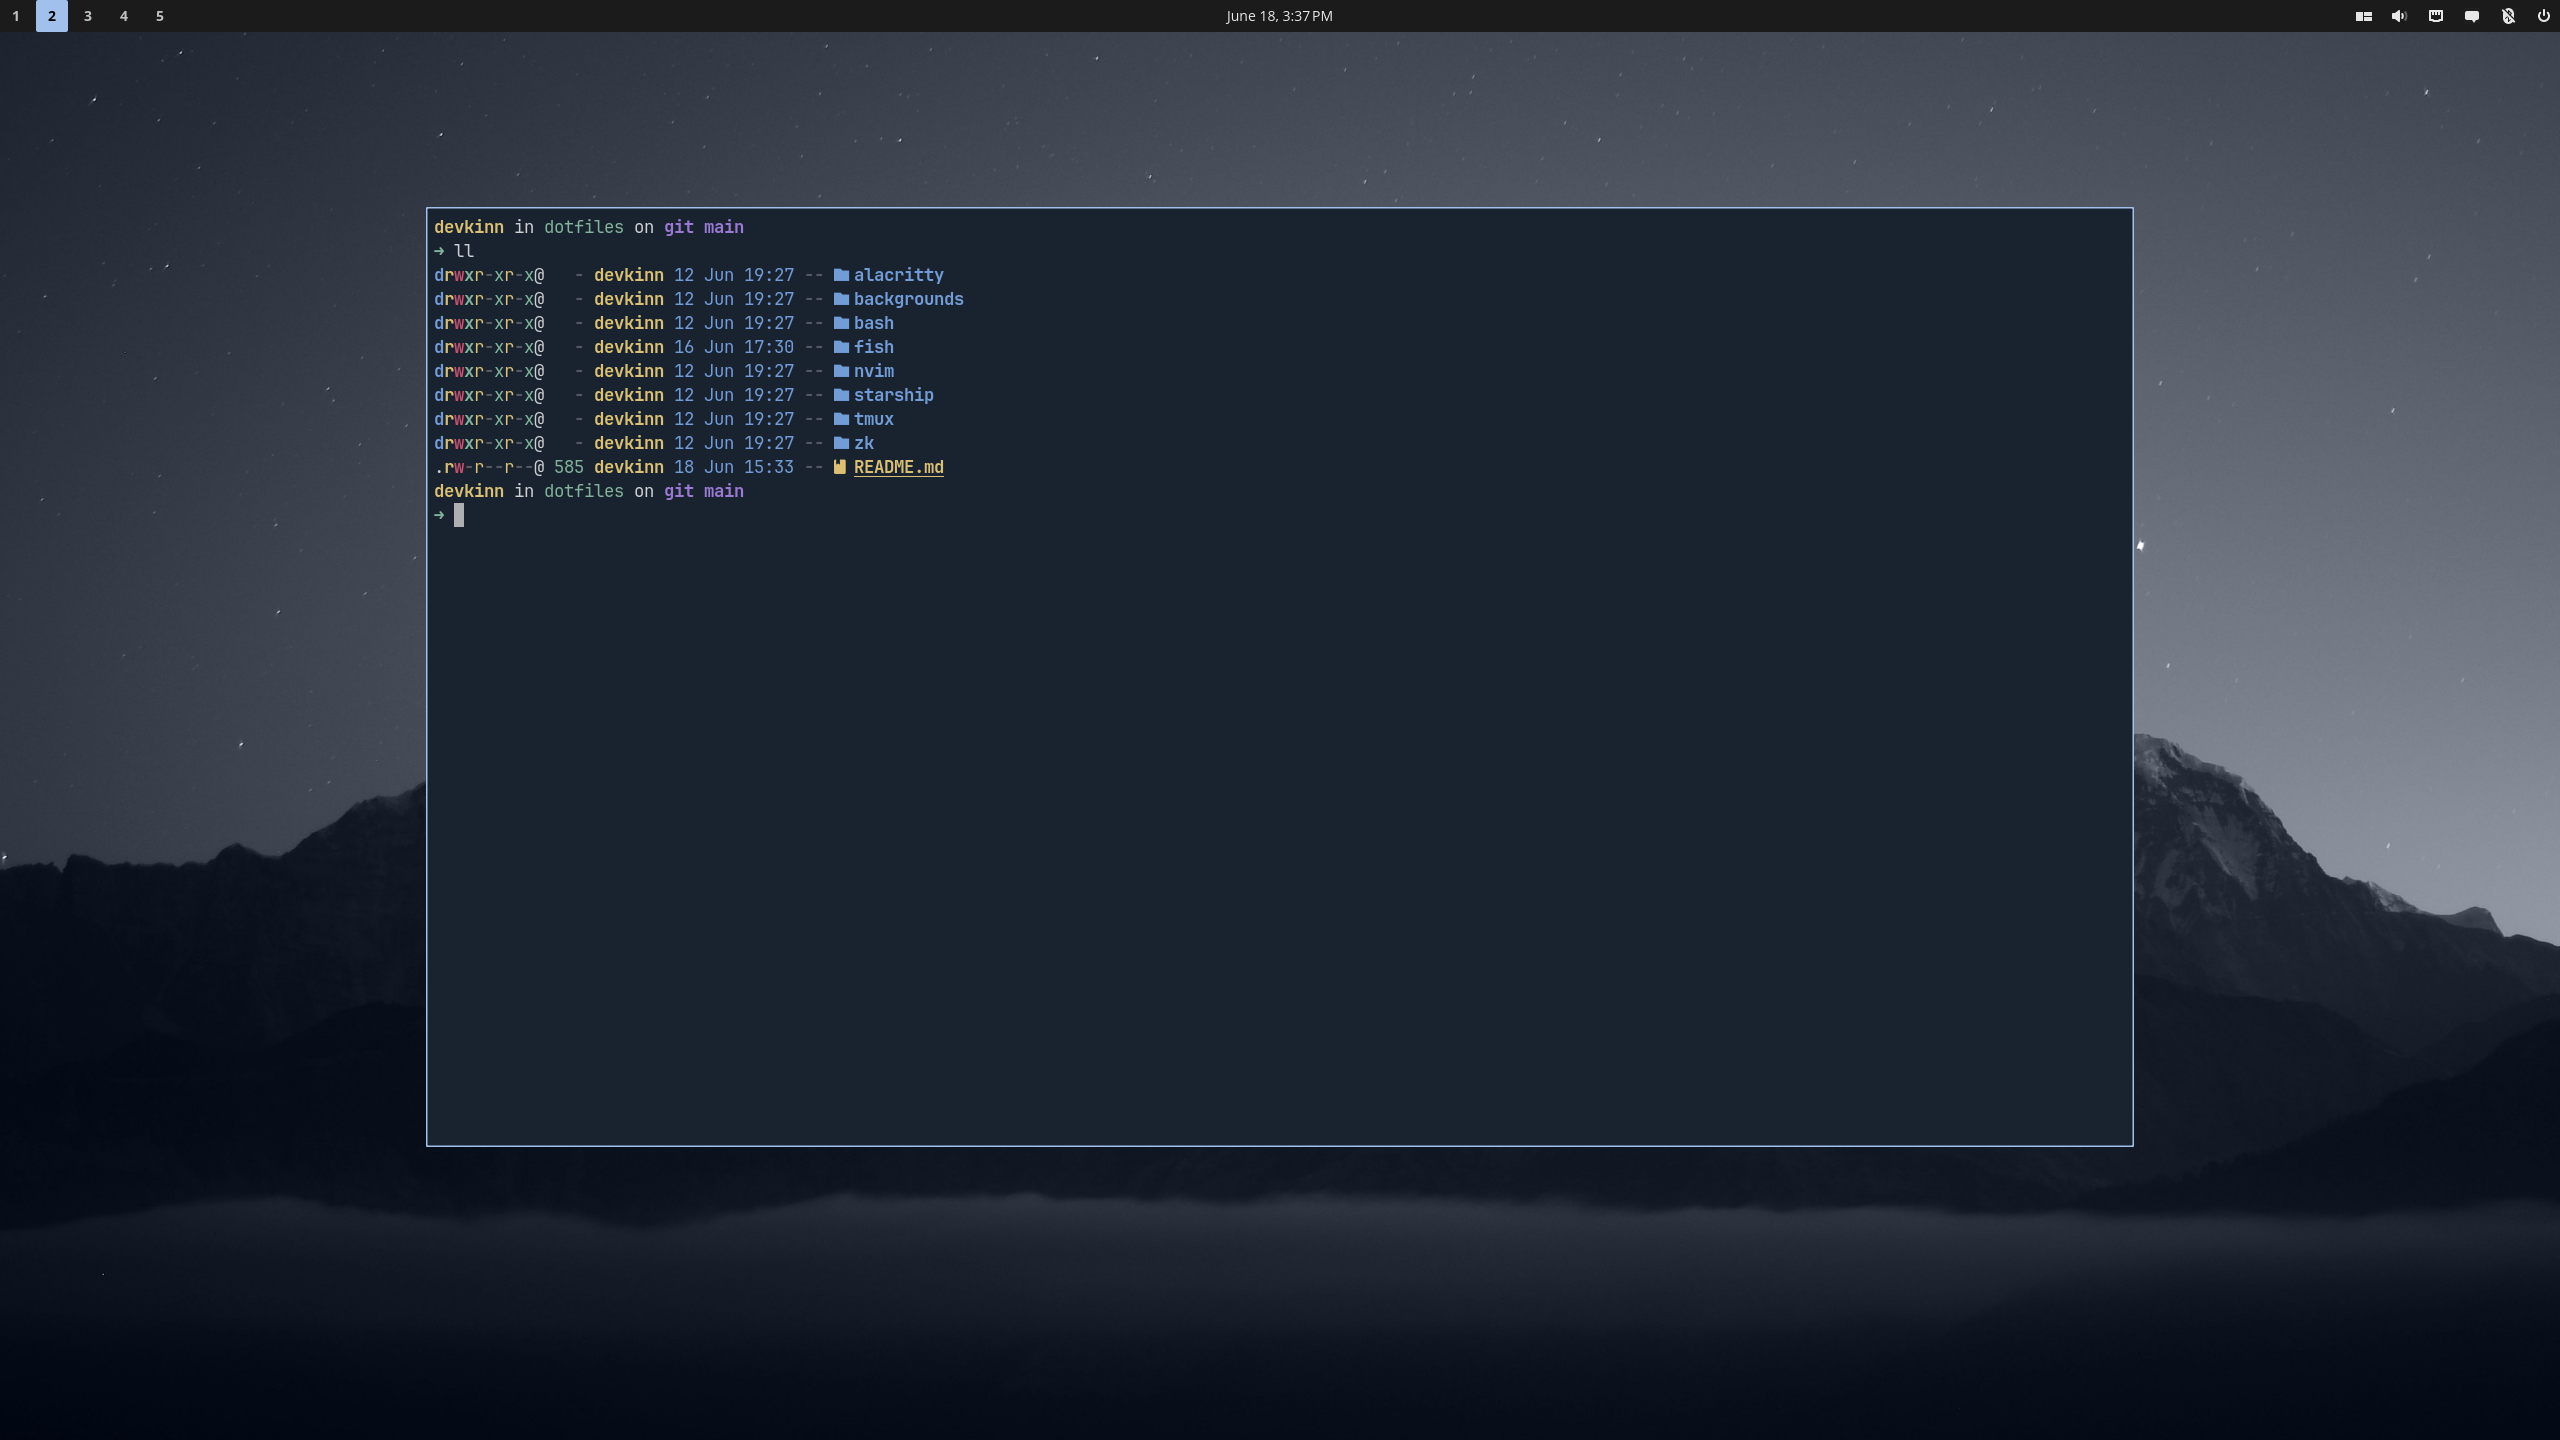 1 2 3 4 5 June 18, 3:37 PM
devkinn in dotfiles on git main
➜ ll
drwxr-xr-x@ - devkinn 12 Jun 19:27 -- alacritty
drwxr-xr-x@ - devkinn 12 Jun 19:27 -- backgrounds
drwxr-xr-x@ - devkinn 12 Jun 19:27 -- bash
drwxr-xr-x@ - devkinn 16 Jun 17:30 -- fish
drwxr-xr-x@ - devkinn 12 Jun 19:27 -- nvim
drwxr-xr-x@ - devkinn 12 Jun 19:27 -- starship
drwxr-xr-x@ - devkinn 12 Jun 19:27 -- tmux
drwxr-xr-x@ - devkinn 12 Jun 19:27 -- zk
.rw-r--r--@ 585 devkinn 18 Jun 15:33 -- README.md
devkinn in dotfiles on git main
➜